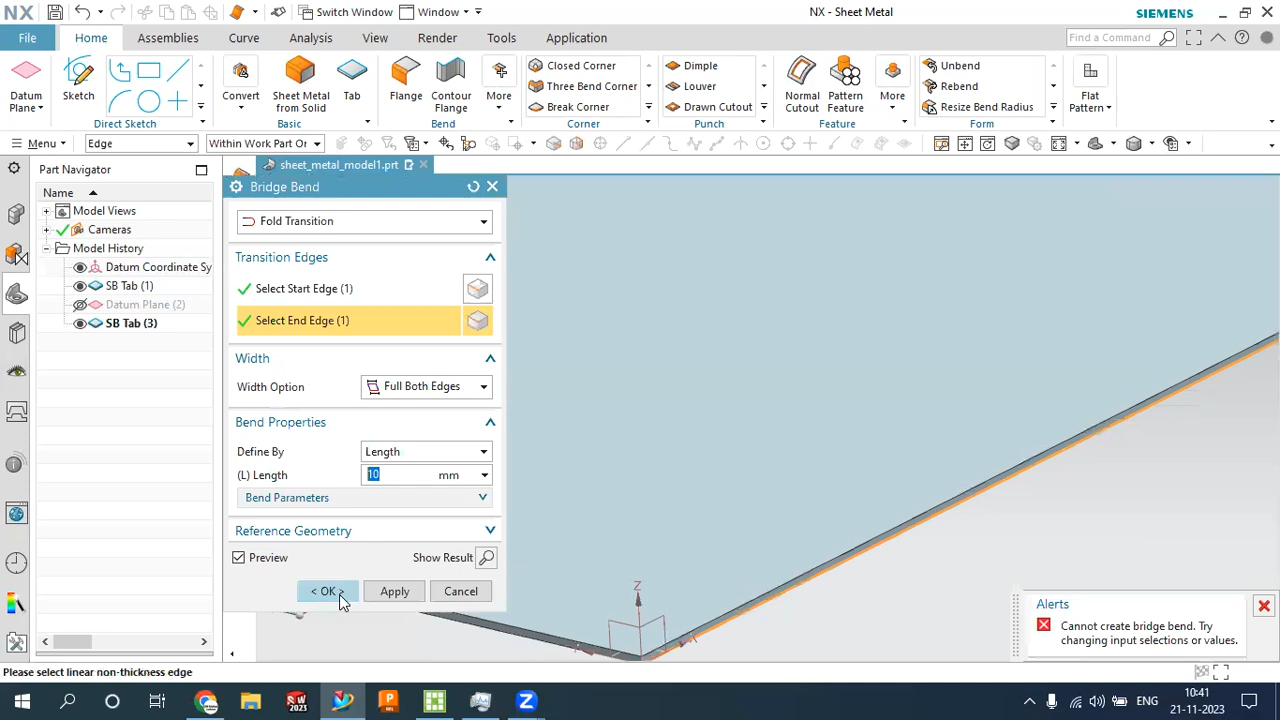 NX
Switch Window
Window
NX - Sheet Metal
SIEMENS
File
Home
Assemblies
Curve
Analysis
View
Render
Tools
Application
Find a Command
Datum Plane
Sketch
Direct Sketch
Convert
Sheet Metal from Solid
Tab
Basic
Flange
Contour Flange
More
Bend
Closed Corner
Three Bend Corner
Break Corner
Corner
Dimple
Louver
Drawn Cutout
Punch
Normal Cutout
Pattern Feature
More
Feature
Unbend
Rebend
Resize Bend Radius
Form
Flat Pattern
Menu
Edge
Within Work Part On
Part Navigator
sheet_metal_model1.prt
Name
Model Views
Cameras
Model History
Datum Coordinate Sy
SB Tab (1)
Datum Plane (2)
SB Tab (3)
Bridge Bend
Fold Transition
Transition Edges
Select Start Edge (1)
Select End Edge (1)
Width
Width Option
Full Both Edges
Bend Properties
Define By
Length
(L) Length
10
mm
Bend Parameters
Reference Geometry
Preview
Show Result
< OK >
Apply
Cancel
Z
X
Alerts
Cannot create bridge bend. Try
changing input selections or values.
Please select linear non-thickness edge
SW
2023
ENG
10:41
21-11-2023